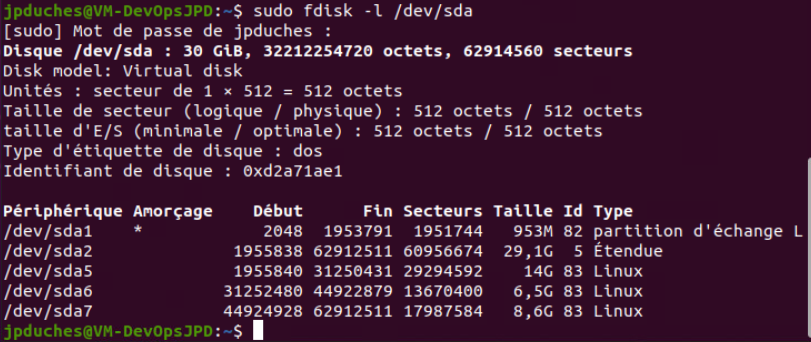 jpduches@VM-DevOpsJPD:~$ sudo fdisk -l /dev/sda
[sudo] Mot de passe de jpduches :
Disque /dev/sda : 30 GiB, 32212254720 octets, 62914560 secteurs
Disk model: Virtual disk
Unités : secteur de 1 × 512 = 512 octets
Taille de secteur (logique / physique) : 512 octets / 512 octets
taille d'E/S (minimale / optimale) : 512 octets / 512 octets
Type d'étiquette de disque : dos
Identifiant de disque : 0xd2a71ae1
Périphérique Amorçage    Début      Fin Secteurs Taille Id Type
/dev/sda1    *            2048  1953791  1951744   953M 82 partition d'échange L
/dev/sda2              1955838 62912511 60956674  29,1G  5 Étendue
/dev/sda5              1955840 31250431 29294592    14G 83 Linux
/dev/sda6             31252480 44922879 13670400   6,5G 83 Linux
/dev/sda7             44924928 62912511 17987584   8,6G 83 Linux
jpduches@VM-DevOpsJPD:~$